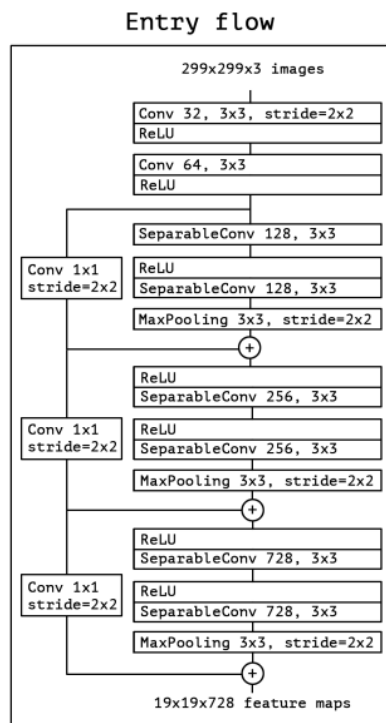 Entry flow
299x299x3 images
Conv 32, 3x3, stride=2x2
ReLU
Conv 64, 3x3
ReLU
SeparableConv 128, 3x3
Conv 1x1
stride=2x2
ReLU
SeparableConv 128, 3x3
MaxPooling 3x3, stride=2x2
+
ReLU
SeparableConv 256, 3x3
Conv 1x1
stride=2x2
ReLU
SeparableConv 256, 3x3
MaxPooling 3x3, stride=2x2
+
ReLU
SeparableConv 728, 3x3
Conv 1x1
stride=2x2
ReLU
SeparableConv 728, 3x3
MaxPooling 3x3, stride=2x2
+
19x19x728 feature maps